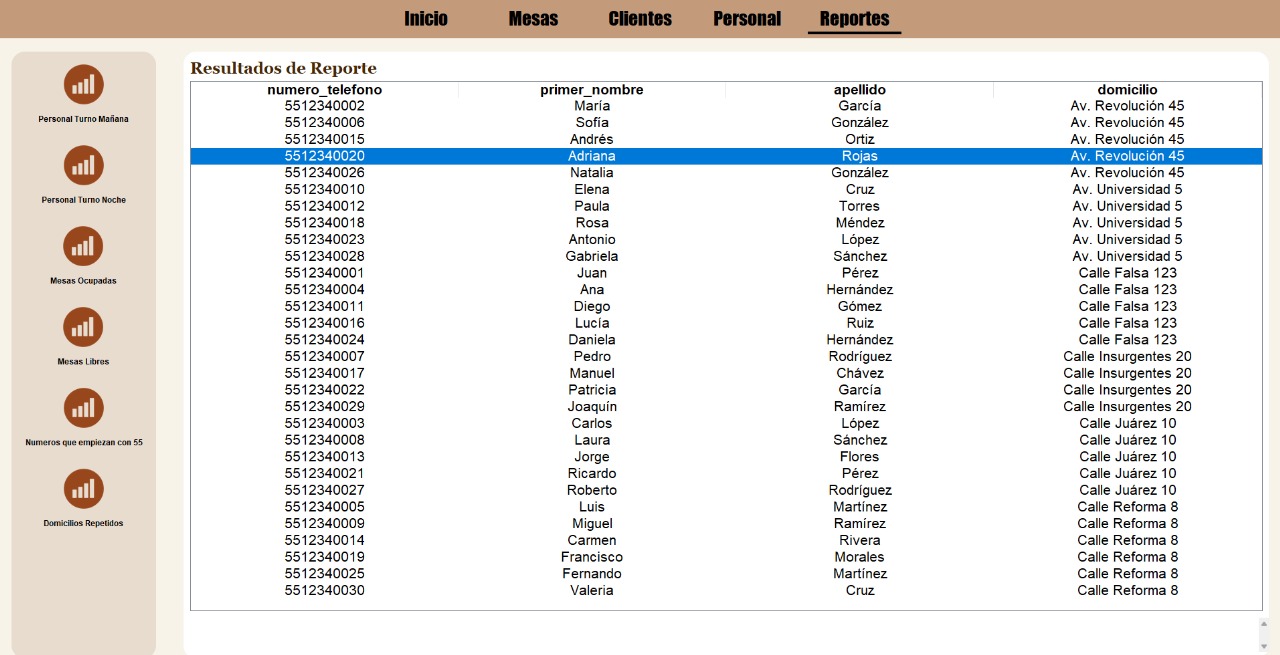 Inicio Mesas Clientes Personal Reportes
Personal Turno Mañana
Personal Turno Noche
Mesas Ocupadas
Mesas Libres
Numeros que empiezan con 55
Domicilios Repetidos
Resultados de Reporte
numero_telefono primer_nombre apellido domicilio
5512340002 María García Av. Revolución 45
5512340006 Sofía González Av. Revolución 45
5512340015 Andrés Ortiz Av. Revolución 45
5512340020 Adriana Rojas Av. Revolución 45
5512340026 Natalia González Av. Revolución 45
5512340010 Elena Cruz Av. Universidad 5
5512340012 Paula Torres Av. Universidad 5
5512340018 Rosa Méndez Av. Universidad 5
5512340023 Antonio López Av. Universidad 5
5512340028 Gabriela Sánchez Av. Universidad 5
5512340001 Juan Pérez Calle Falsa 123
5512340004 Ana Hernández Calle Falsa 123
5512340011 Diego Gómez Calle Falsa 123
5512340016 Lucía Ruiz Calle Falsa 123
5512340024 Daniela Hernández Calle Falsa 123
5512340007 Pedro Rodríguez Calle Insurgentes 20
5512340017 Manuel Chávez Calle Insurgentes 20
5512340022 Patricia García Calle Insurgentes 20
5512340029 Joaquín Ramírez Calle Insurgentes 20
5512340003 Carlos López Calle Juárez 10
5512340008 Laura Sánchez Calle Juárez 10
5512340013 Jorge Flores Calle Juárez 10
5512340021 Ricardo Pérez Calle Juárez 10
5512340027 Roberto Rodríguez Calle Juárez 10
5512340005 Luis Martínez Calle Reforma 8
5512340009 Miguel Ramírez Calle Reforma 8
5512340014 Carmen Rivera Calle Reforma 8
5512340019 Francisco Morales Calle Reforma 8
5512340025 Fernando Martínez Calle Reforma 8
5512340030 Valeria Cruz Calle Reforma 8